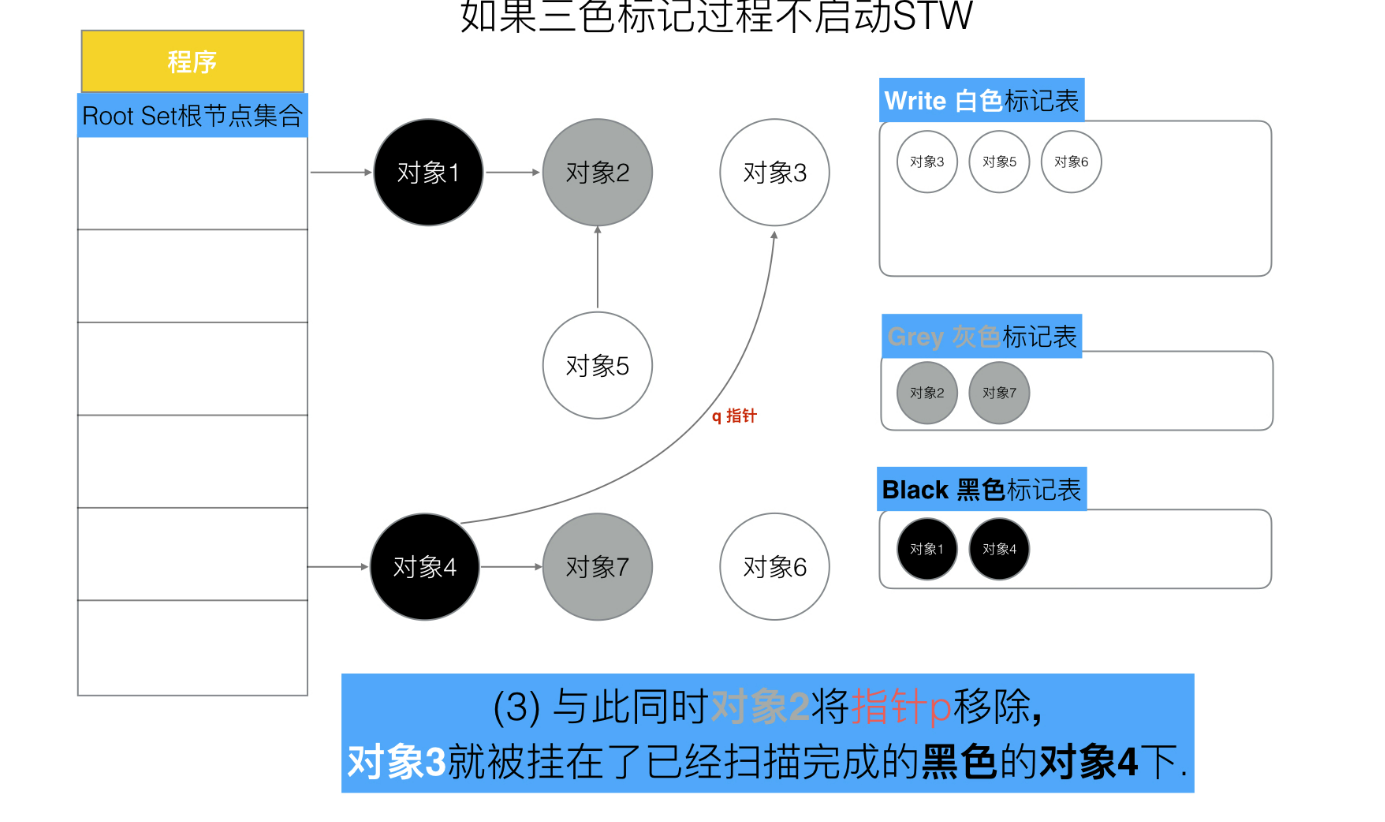 如果三色标记过程不启动STW
程序
Root Set根节点集合
对象1
对象2
对象3
对象5
q 指针
对象4
对象7
对象6
Write 白色标记表
对象3
对象5
对象6
Grey 灰色标记表
对象2
对象7
Black 黑色标记表
对象1
对象4
(3) 与此同时对象2将指针p移除,
对象3就被挂在了已经扫描完成的黑色的对象4下.